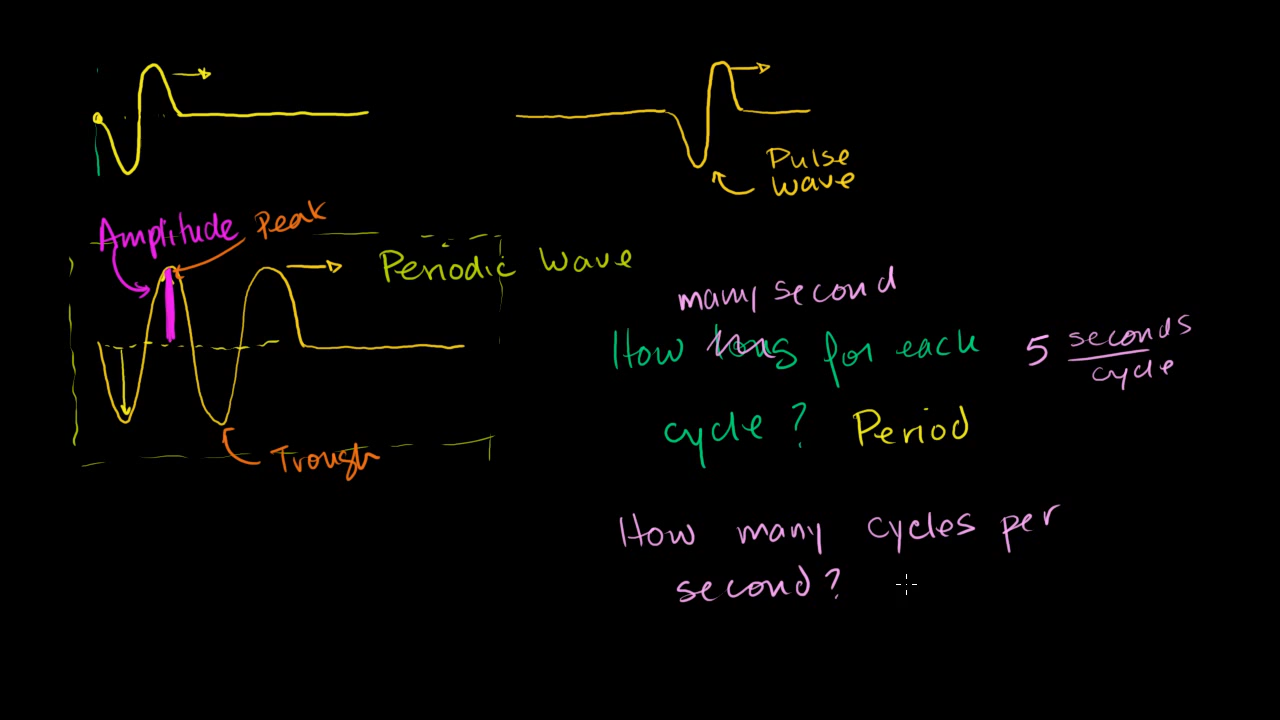 Pulse
wave
Amplitude
Peak
Periodic wave
Trough
many second
How long for each
cycle? Period
5 seconds
cycle
How many cycles per
second?